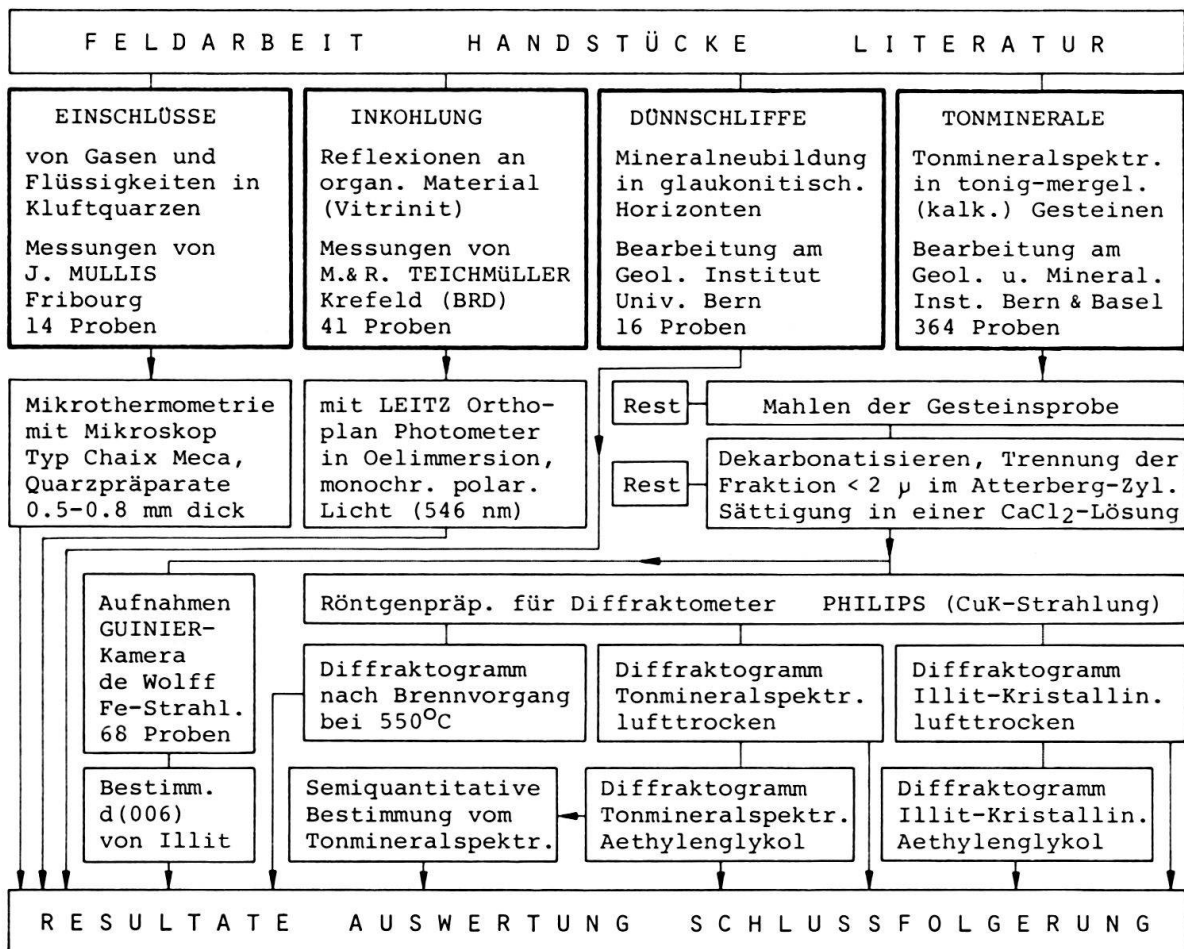 FELDARBEIT HANDSTÜCKE LITERATUR
EINSCHLÜSSE
von Gasen und
Flüssigkeiten in
Kluftquarzen
Messungen von
J. MULLIS
Fribourg
14 Proben
INKOHLUNG
Reflexionen an
organ. Material
(Vitrinit)
Messungen von
M.& R. TEICHMüLLER
Krefeld (BRD)
41 Proben
DÜNNSCHLIFFE
Mineralneubildung
in glaukonitisch.
Horizonten
Bearbeitung am
Geol. Institut
Univ. Bern
16 Proben
TONMINERALE
Tonmineralspektr.
in tonig-mergel.
(kalk.) Gesteinen
Bearbeitung am
Geol. u. Mineral.
Inst. Bern & Basel
364 Proben
Mikrothermometrie
mit Mikroskop
Typ Chaix Meca,
Quarzpräparate
0.5-0.8 mm dick
mit LEITZ Ortho-
plan Photometer
in Oelimmersion,
monochr. polar.
Licht (546 nm)
Rest
Mahlen der Gesteinsprobe
Rest
Dekarbonatisieren, Trennung der
Fraktion < 2 μ im Atterberg-Zyl.
Sättigung in einer CaCl2-Lösung
Aufnahmen
GUINIER-
Kamera
de Wolff
Fe-Strahl.
68 Proben
Röntgenpräp. für Diffraktometer PHILIPS (CuK-Strahlung)
Diffraktogramm
nach Brennvorgang
bei 550°C
Diffraktogramm
Tonmineralspektr.
lufttrocken
Diffraktogramm
Illit-Kristallin.
lufttrocken
Bestimm.
d(006)
von Illit
Semiquantitative
Bestimmung vom
Tonmineralspektr.
Diffraktogramm
Tonmineralspektr.
Aethylenglykol
Diffraktogramm
Illit-Kristallin.
Aethylenglykol
RESULTATE AUSWERTUNG SCHLUSSFOLGERUNG